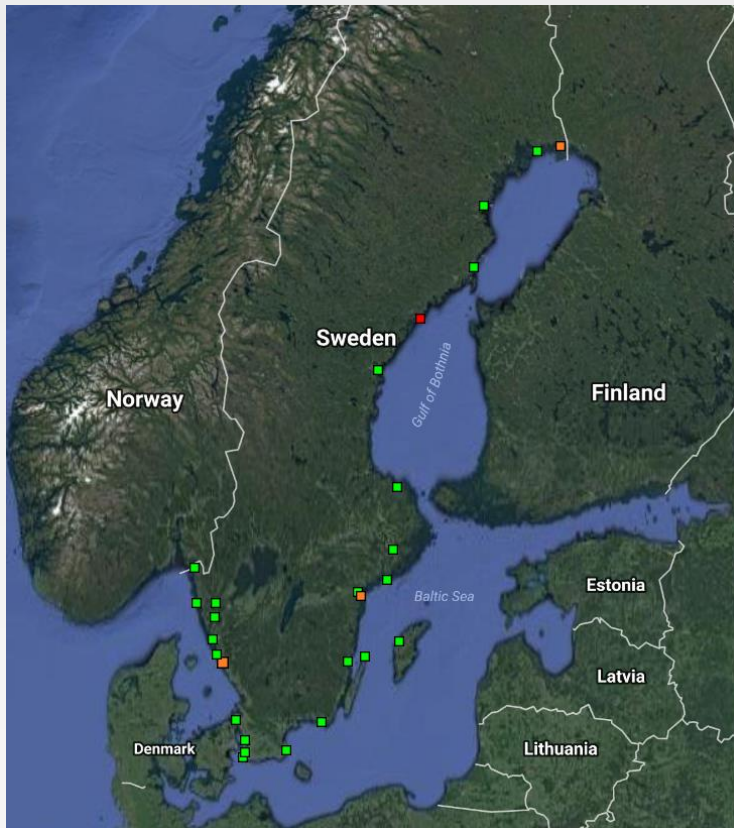 Sweden
Gulf of Bothnia
Norway
Finland
Estonia
Baltic Sea
Latvia
Denmark
Lithuania